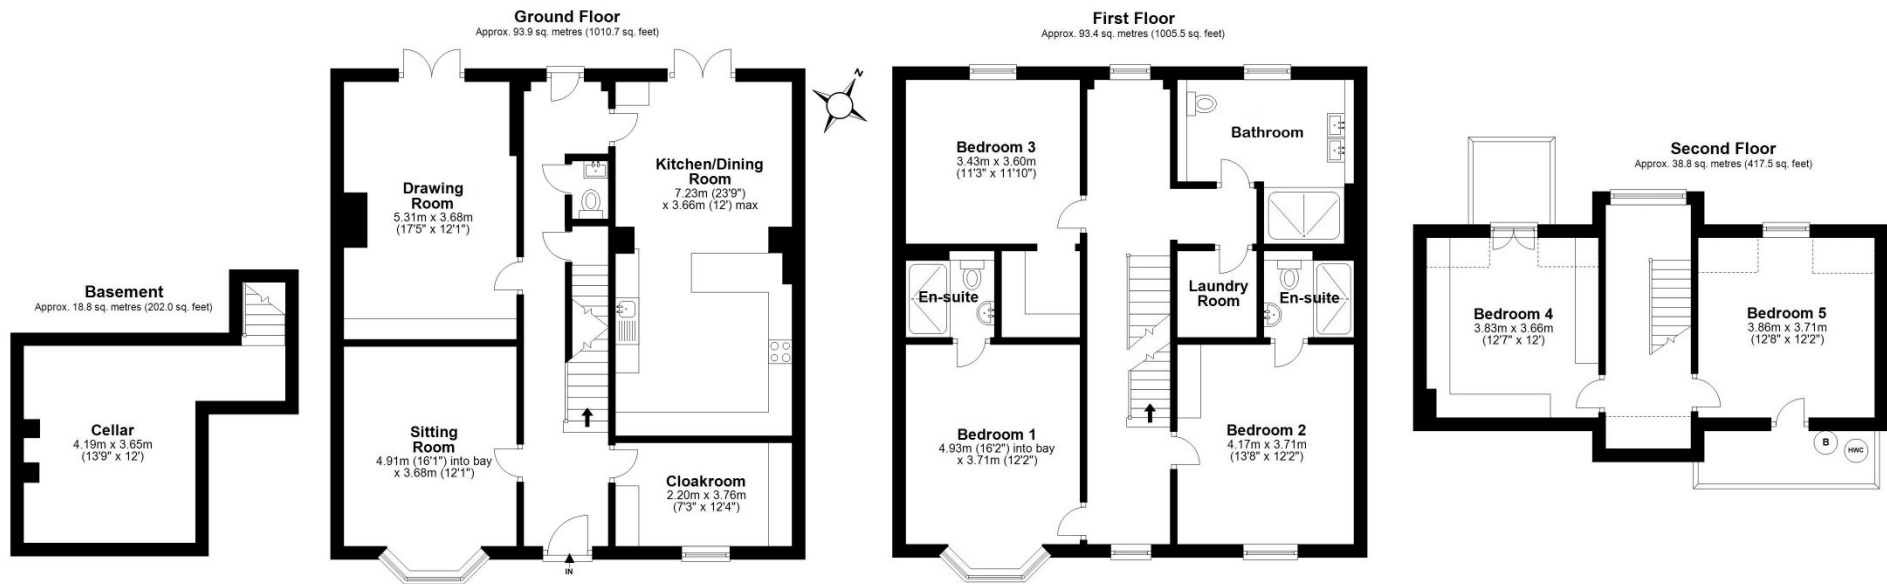 Basement
Approx. 18.8 sq. metres (202.0 sq. feet)
Cellar
4.19m x 3.65m
(13'9" x 12')
Ground Floor
Approx. 93.9 sq. metres (1010.7 sq. feet)
N
Drawing
Room
5.31m x 3.68m
(17'5" x 12'1")
Kitchen/Dining
Room
7.23m (23'9")
x 3.66m (12') max
Sitting
Room
4.91m (16'1") into bay
x 3.68m (12'1")
Cloakroom
2.20m x 3.76m
(7'3" x 12'4")
IN
First Floor
Approx. 93.4 sq. metres (1005.5 sq. feet)
Bedroom 3
3.43m x 3.60m
(11'3" x 11'10")
Bathroom
En-suite
Laundry
Room
En-suite
Bedroom 1
4.93m (16'2") into bay
x 3.71m (12'2")
Bedroom 2
4.17m x 3.71m
(13'8" x 12'2")
Second Floor
Approx. 38.8 sq. metres (417.5 sq. feet)
Bedroom 4
3.83m x 3.66m
(12'7" x 12')
Bedroom 5
3.86m x 3.71m
(12'8" x 12'2")
B
HWC